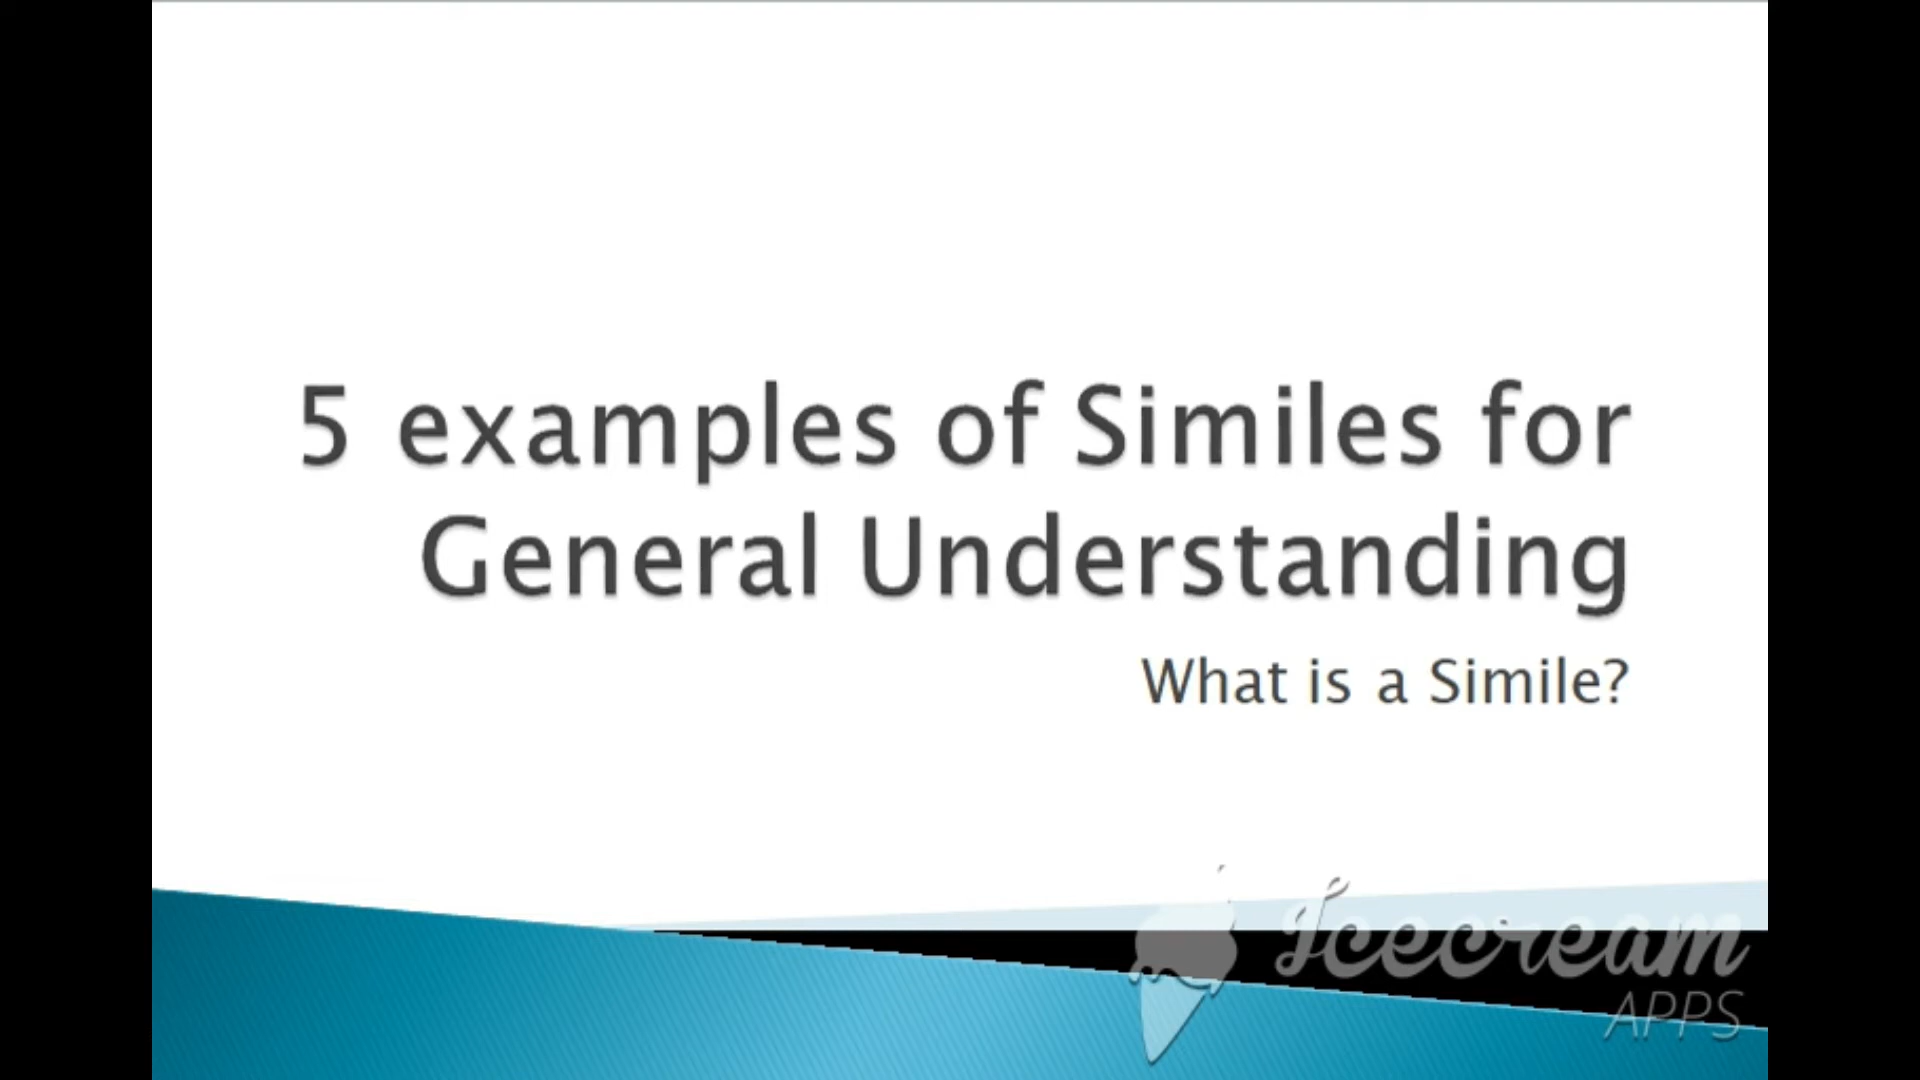 5 examples of Similes for
General Understanding
What is a Simile?
Icecream
APPS